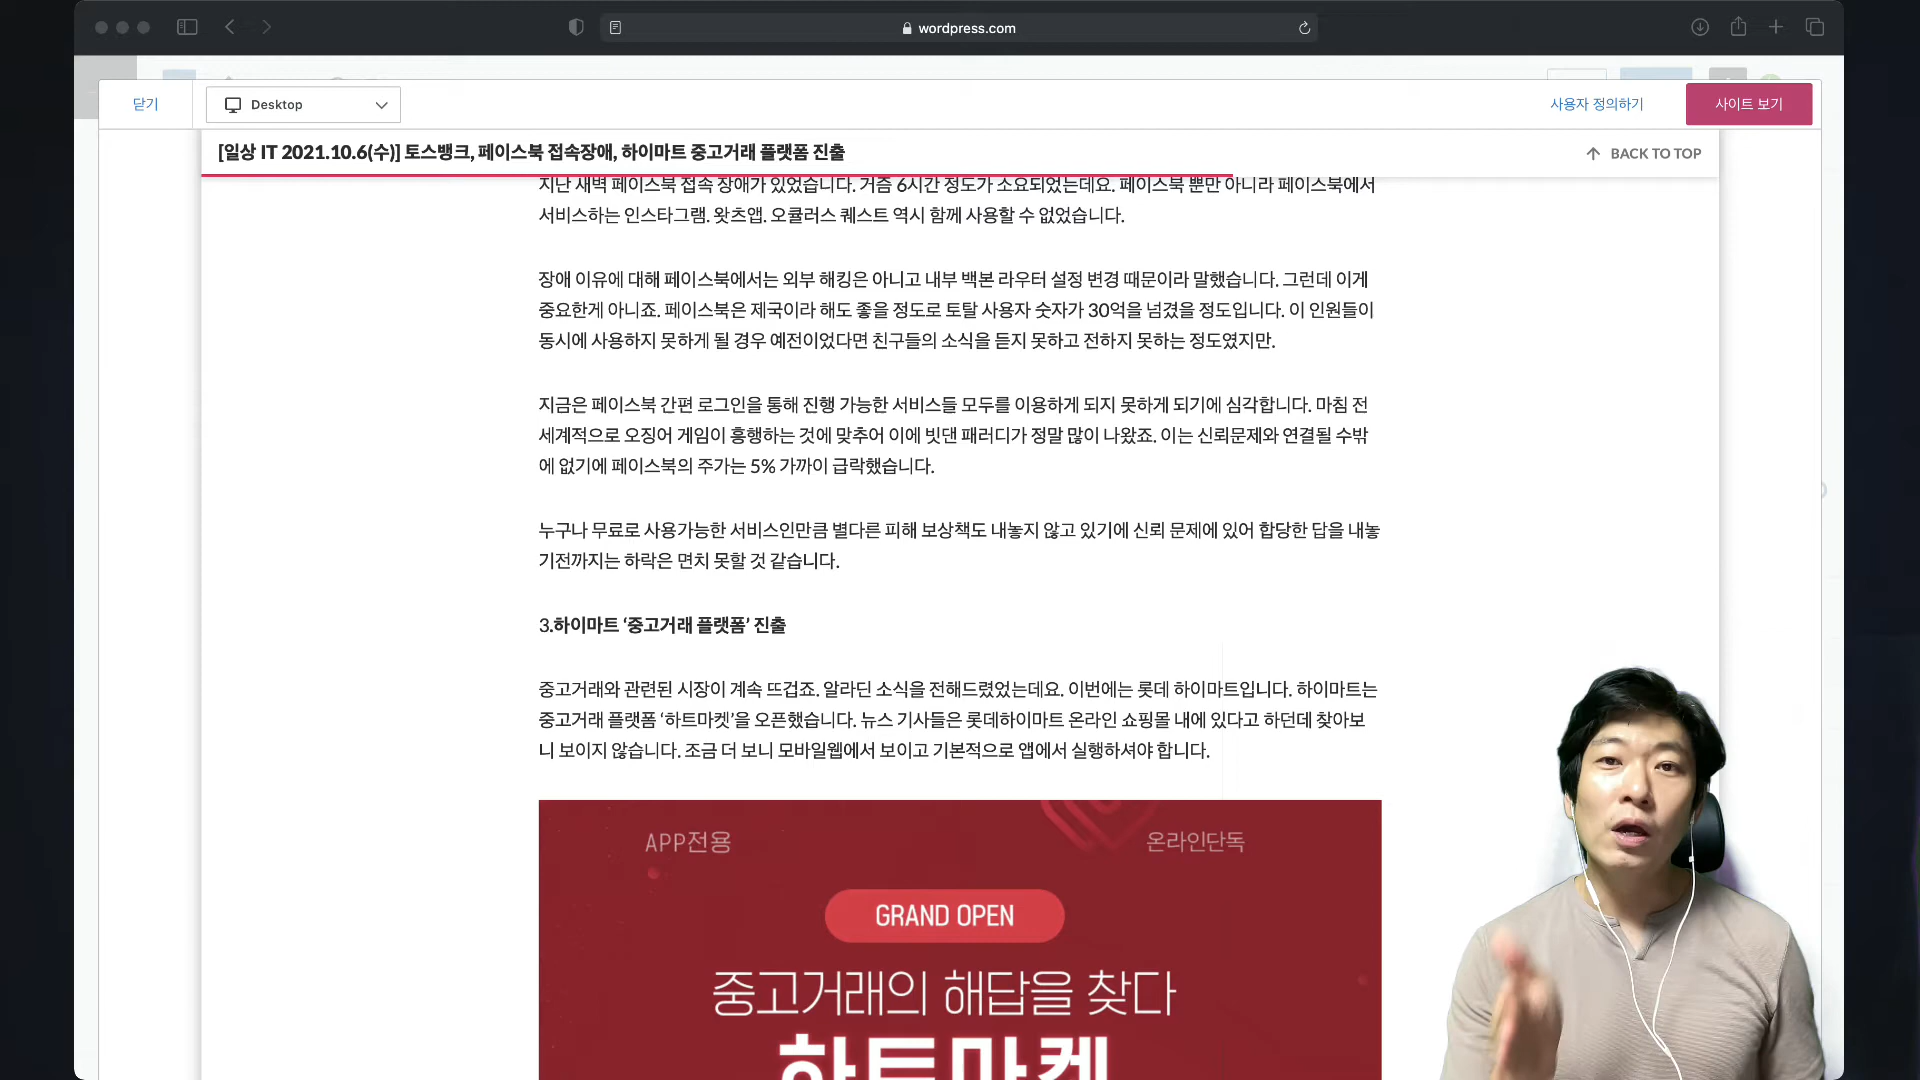 wordpress.com
닫기
Desktop
사용자 정의하기
사이트 보기
[일상 IT 2021.10.6(수)] 토스뱅크, 페이스북 접속장애, 하이마트 중고거래 플랫폼 진출
BACK TO TOP
지난 새벽 페이스북 접속 장애가 있었습니다. 거즘 6시간 정도가 소요되었는데요. 페이스북 뿐만 아니라 페이스북에서
서비스하는 인스타그램. 왓츠앱. 오큘러스 퀘스트 역시 함께 사용할 수 없었습니다.
장애 이유에 대해 페이스북에서는 외부 해킹은 아니고 내부 백본 라우터 설정 변경 때문이라 말했습니다. 그런데 이게
중요한게 아니죠. 페이스북은 제국이라 해도 좋을 정도로 토탈 사용자 숫자가 30억을 넘겼을 정도입니다. 이 인원들이
동시에 사용하지 못하게 될 경우 예전이었다면 친구들의 소식을 듣지 못하고 전하지 못하는 정도였지만.
지금은 페이스북 간편 로그인을 통해 진행 가능한 서비스들 모두를 이용하게 되지 못하게 되기에 심각합니다. 마침 전
세계적으로 오징어 게임이 흥행하는 것에 맞추어 이에 빗댄 패러디가 정말 많이 나왔죠. 이는 신뢰문제와 연결될 수밖
에 없기에 페이스북의 주가는 5% 가까이 급락했습니다.
누구나 무료로 사용가능한 서비스인만큼 별다른 피해 보상책도 내놓지 않고 있기에 신뢰 문제에 있어 합당한 답을 내놓
기전까지는 하락은 면치 못할 것 같습니다.
3.하이마트 ‘중고거래 플랫폼’ 진출
중고거래와 관련된 시장이 계속 뜨겁죠. 알라딘 소식을 전해드렸었는데요. 이번에는 롯데 하이마트입니다. 하이마트는
중고거래 플랫폼 ‘하트마켓’을 오픈했습니다. 뉴스 기사들은 롯데하이마트 온라인 쇼핑몰 내에 있다고 하던데 찾아보
니 보이지 않습니다. 조금 더 보니 모바일웹에서 보이고 기본적으로 앱에서 실행하셔야 합니다.
APP전용
온라인단독
GRAND OPEN
중고거래의 해답을 찾다
하트마켓